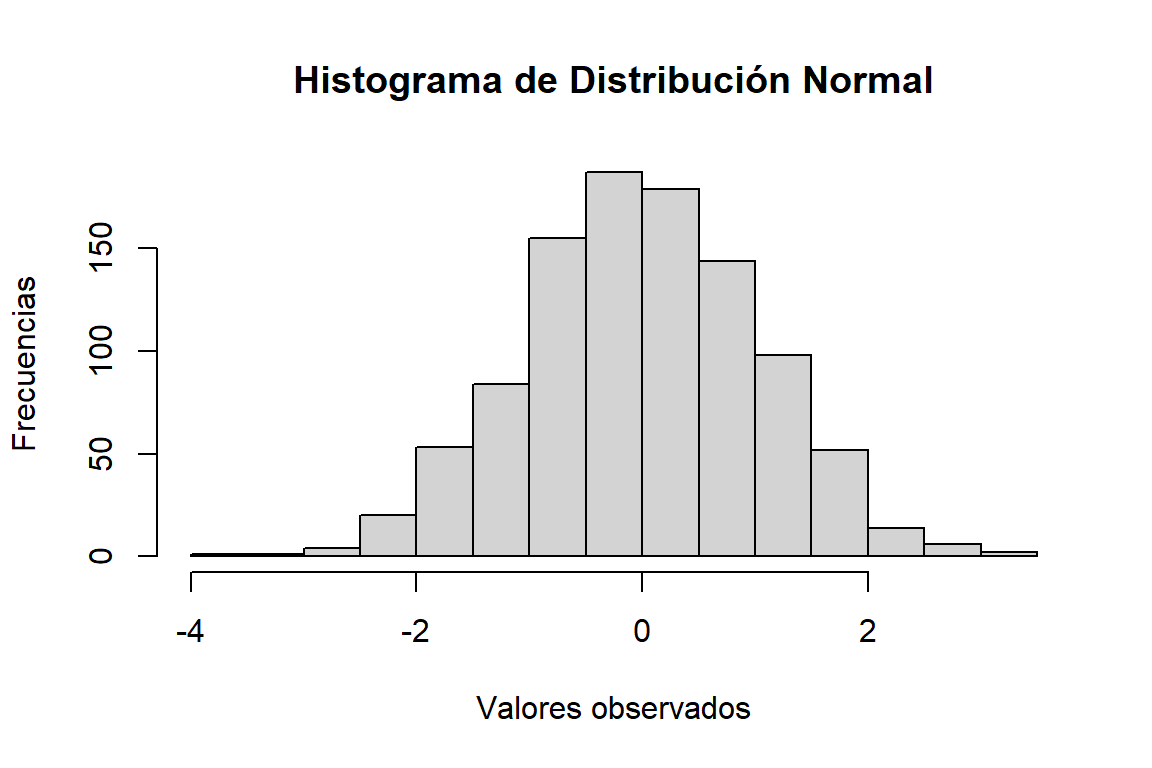 Histograma de Distribución Normal
Frecuencias
150
100
50
0
-4 -2 0 2
Valores observados